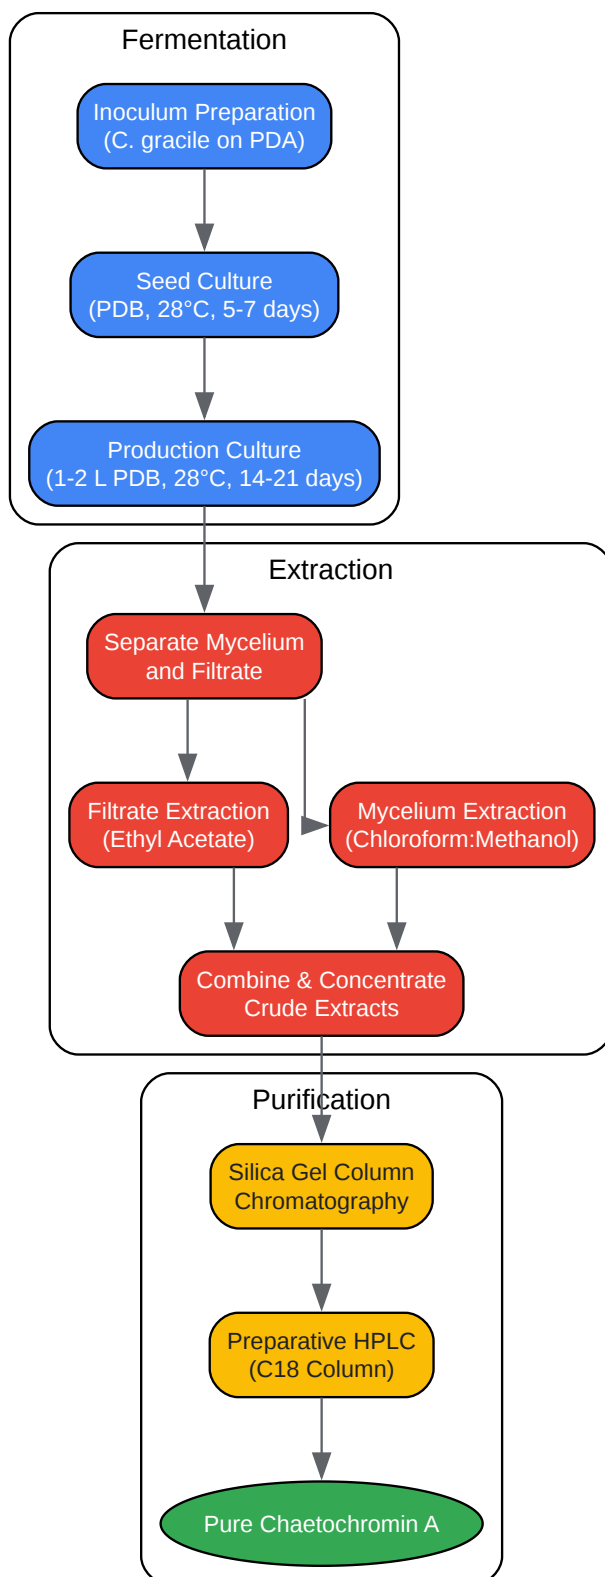 Fermentation
Inoculum Preparation
(C. gracile on PDA)
Seed Culture
(PDB, 28°C, 5-7 days)
Production Culture
(1-2 L PDB, 28°C, 14-21 days)
Extraction
Separate Mycelium
and Filtrate
Filtrate Extraction
(Ethyl Acetate)
Mycelium Extraction
(Chloroform:Methanol)
Combine & Concentrate
Crude Extracts
Purification
Silica Gel Column
Chromatography
Preparative HPLC
(C18 Column)
Pure Chaetochromin A